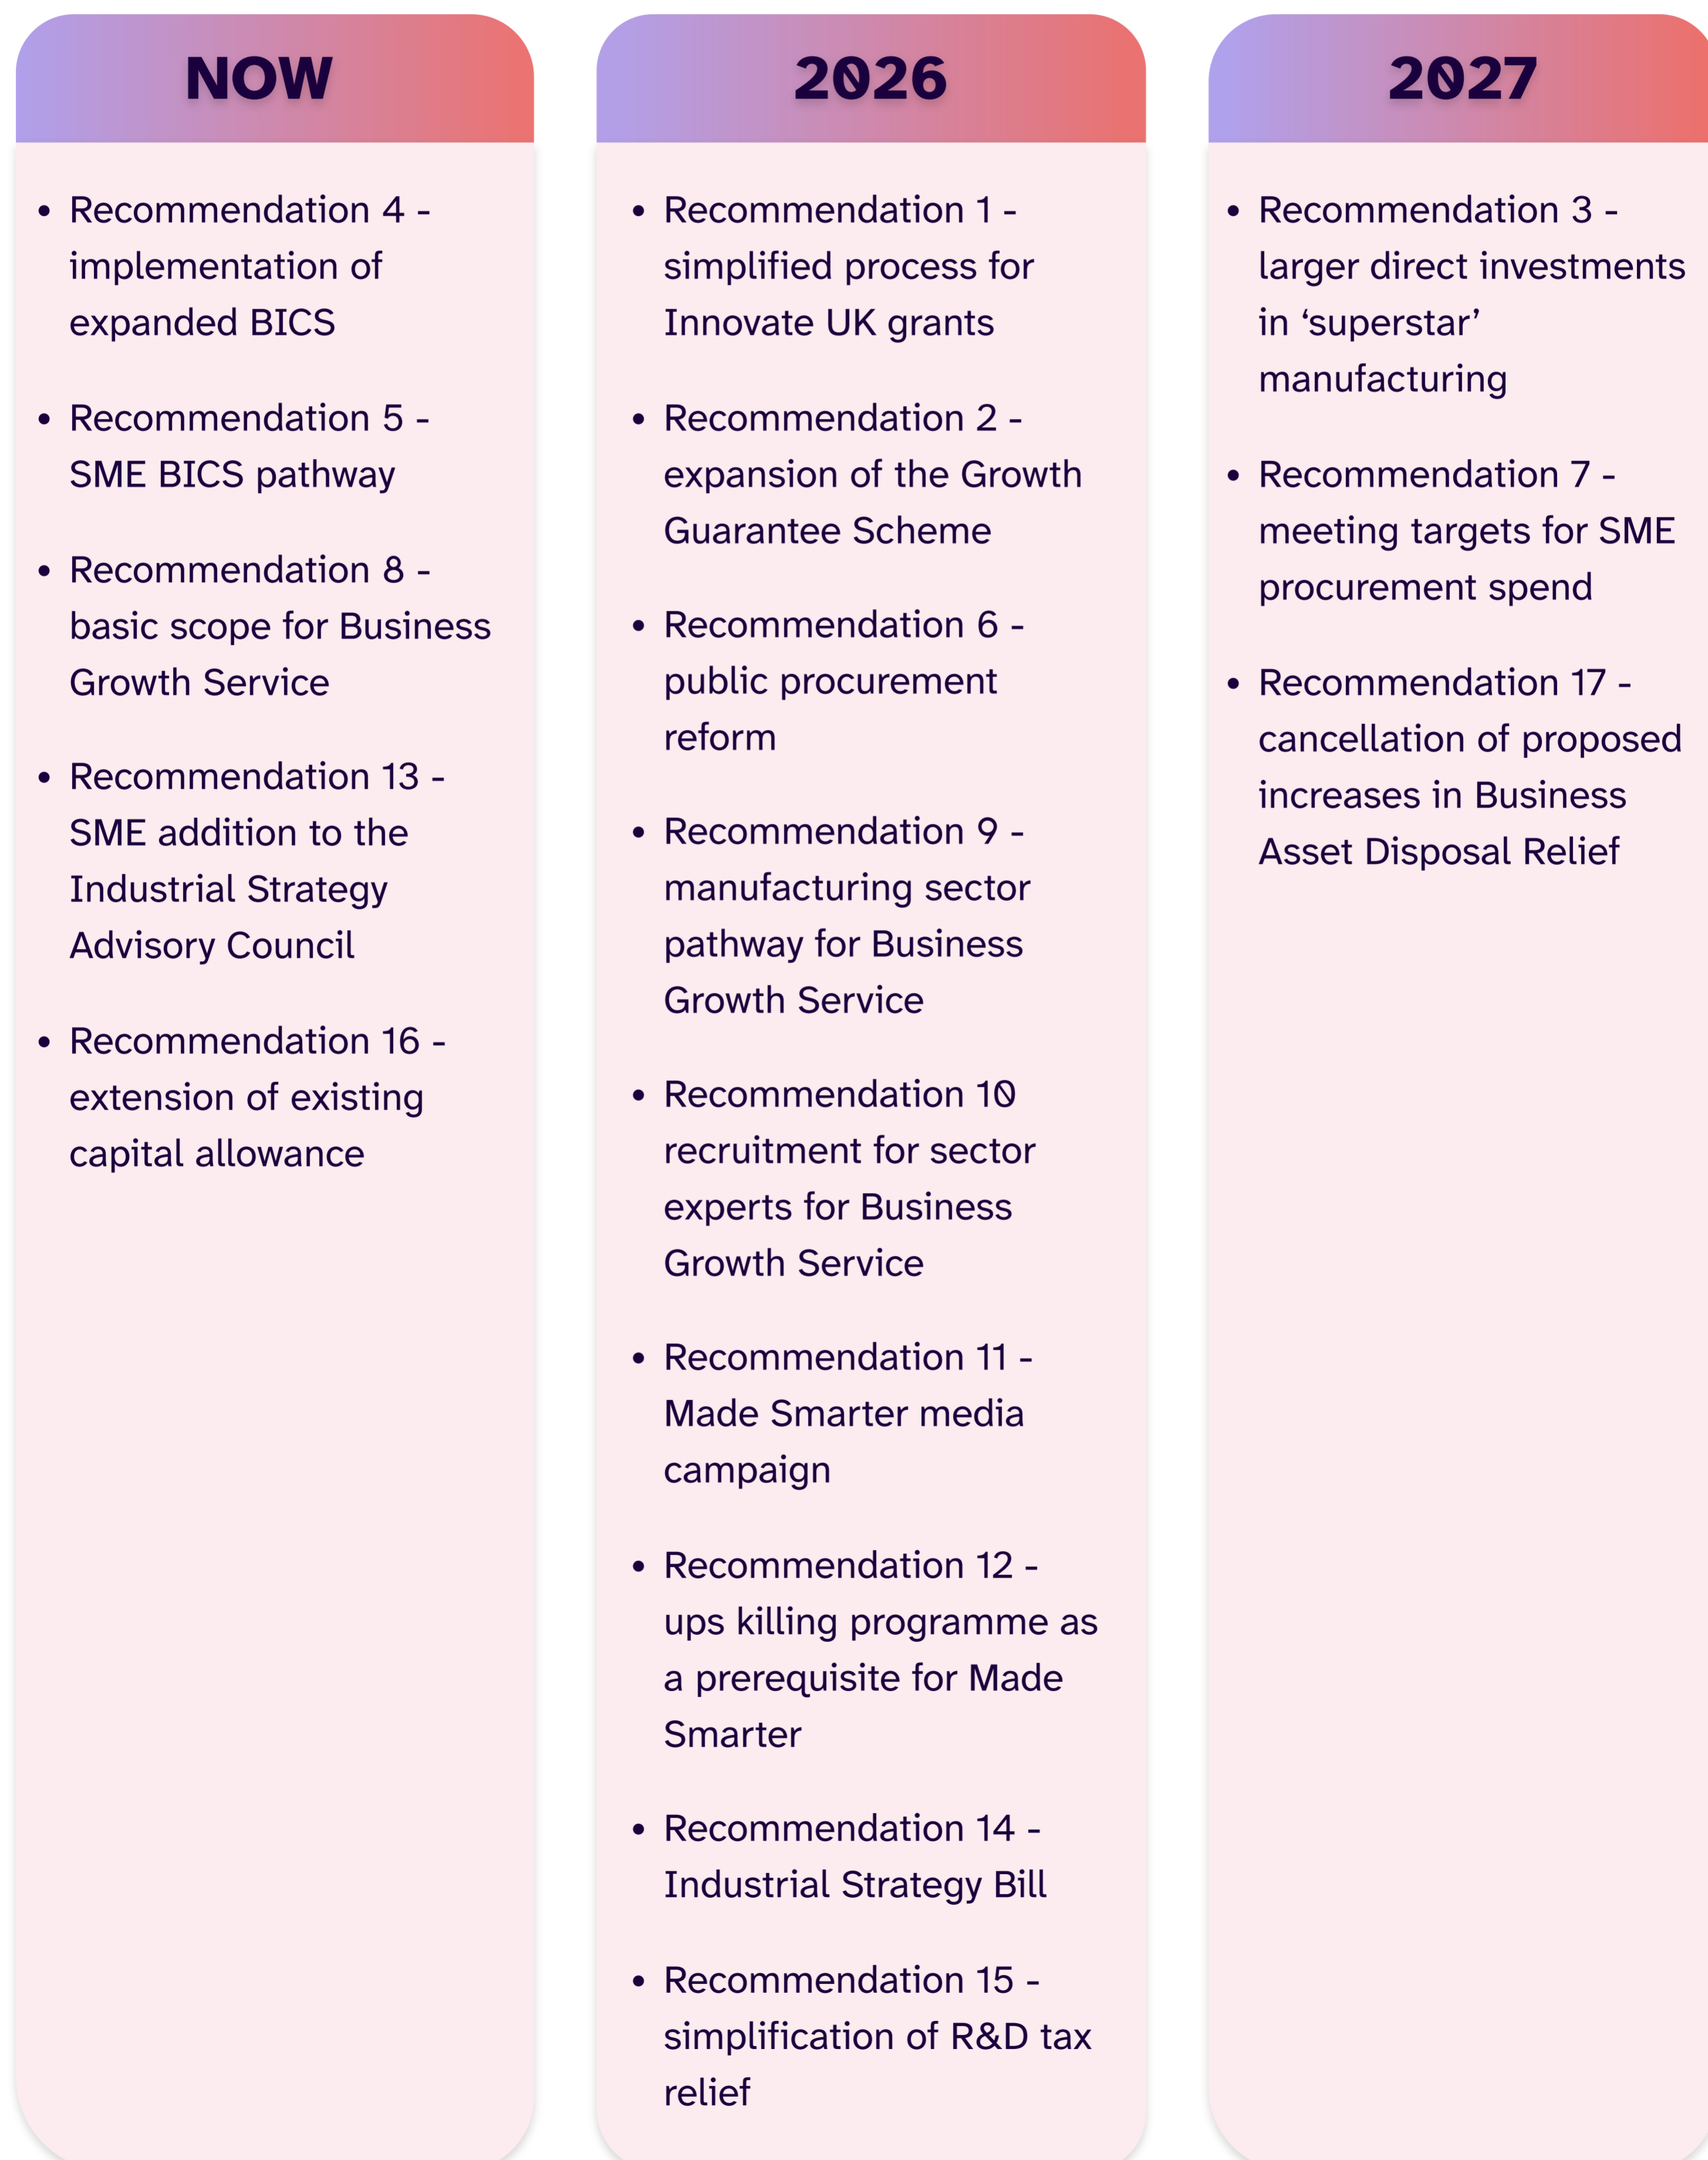 NOW
• Recommendation 4 -
implementation of
expanded BICS
• Recommendation 5 -
SME BICS pathway
• Recommendation 8 -
basic scope for Business
Growth Service
• Recommendation 13 -
SME addition to the
Industrial Strategy
Advisory Council
• Recommendation 16 -
extension of existing
capital allowance
2026
• Recommendation 1 -
simplified process for
Innovate UK grants
• Recommendation 2 -
expansion of the Growth
Guarantee Scheme
• Recommendation 6 -
public procurement
reform
• Recommendation 9 -
manufacturing sector
pathway for Business
Growth Service
• Recommendation 10
recruitment for sector
experts for Business
Growth Service
• Recommendation 11 -
Made Smarter media
campaign
• Recommendation 12 -
ups killing programme as
a prerequisite for Made
Smarter
• Recommendation 14 -
Industrial Strategy Bill
• Recommendation 15 -
simplification of R&D tax
relief
2027
• Recommendation 3 -
larger direct investments
in ‘superstar’
manufacturing
• Recommendation 7 -
meeting targets for SME
procurement spend
• Recommendation 17 -
cancellation of proposed
increases in Business
Asset Disposal Relief